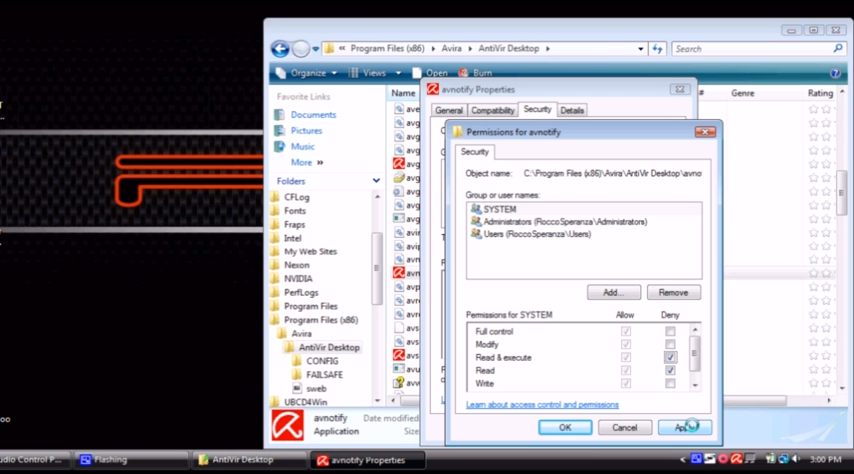 Program Files (x86) Avira AntiVir Desktop
Search
Organize Views Open Burn
Favorite Links
Documents
Pictures
Music
More »
Folders
CFLog
Fonts
Fraps
Intel
My Web Sites
Nexon
NVIDIA
PerfLogs
Program Files
Program Files (x86)
Avira
AntiVir Desktop
CONFIG
FAILSAFE
sweb
UBCD4Win
Name
# Genre Rating
avnotify Properties
General Compatibility Security Details
Permissions for avnotify
Security
Object name: C:\Program Files (x86)\Avira\AntiVir Desktop\avno
Group or user names:
SYSTEM
Administrators (RoccoSperanza\Administrators)
Users (RoccoSperanza\Users)
Add... Remove
Permissions for SYSTEM Allow Deny
Full control
Modify
Read & execute
Read
Write
Learn about access control and permissions
OK Cancel
avnotify Date modified
Application
udio Control P... Flashing AntiVir Desktop avnotify Properties 3:00 PM